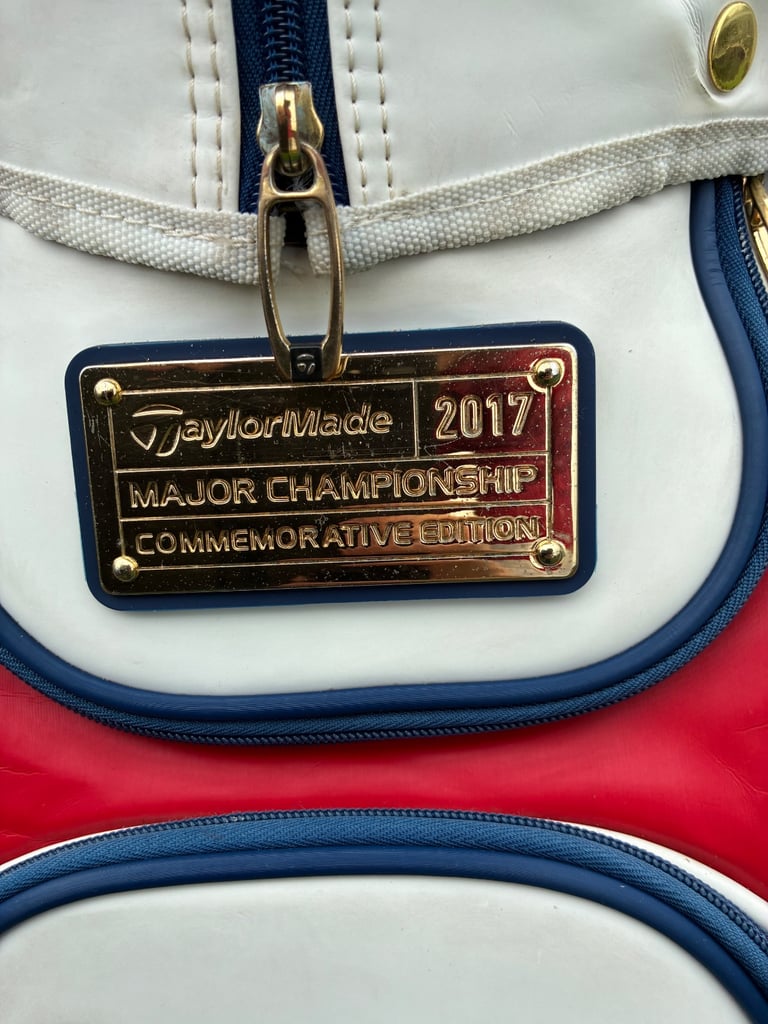 TaylorMade 2017
MAJOR CHAMPIONSHIP
COMMEMORATIVE EDITION